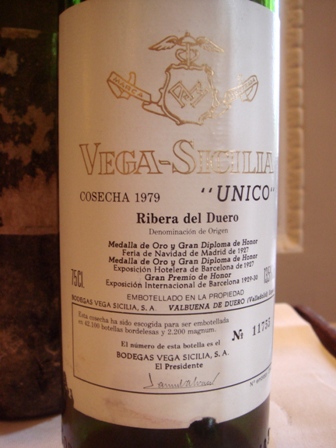 VEGA-SICILIA
COSECHA 1979 "UNICO"
Ribera del Duero
Denominación de Origen
Medalla de Oro y Gran Diploma de Honor
Feria de Navidad de Madrid de 1927
Medalla de Oro y Gran Diploma de Honor
Exposición Hotelera de Barcelona de 1927
Gran Premio de Honor
Exposición Internacional de Barcelona 1929-30
75Cl.
EMBOTELLADO EN LA PROPIEDAD
BODEGAS VEGA SICILIA, S.A. VALBUENA DE DUERO (Valladolid)
Esta cosecha ha sido escogida para ser embotellada
en 42.100 botellas bordelesas y 2.200 magnum.
El número de esta botella es el Nº
BODEGAS VEGA SICILIA, S. A.
El Presidente